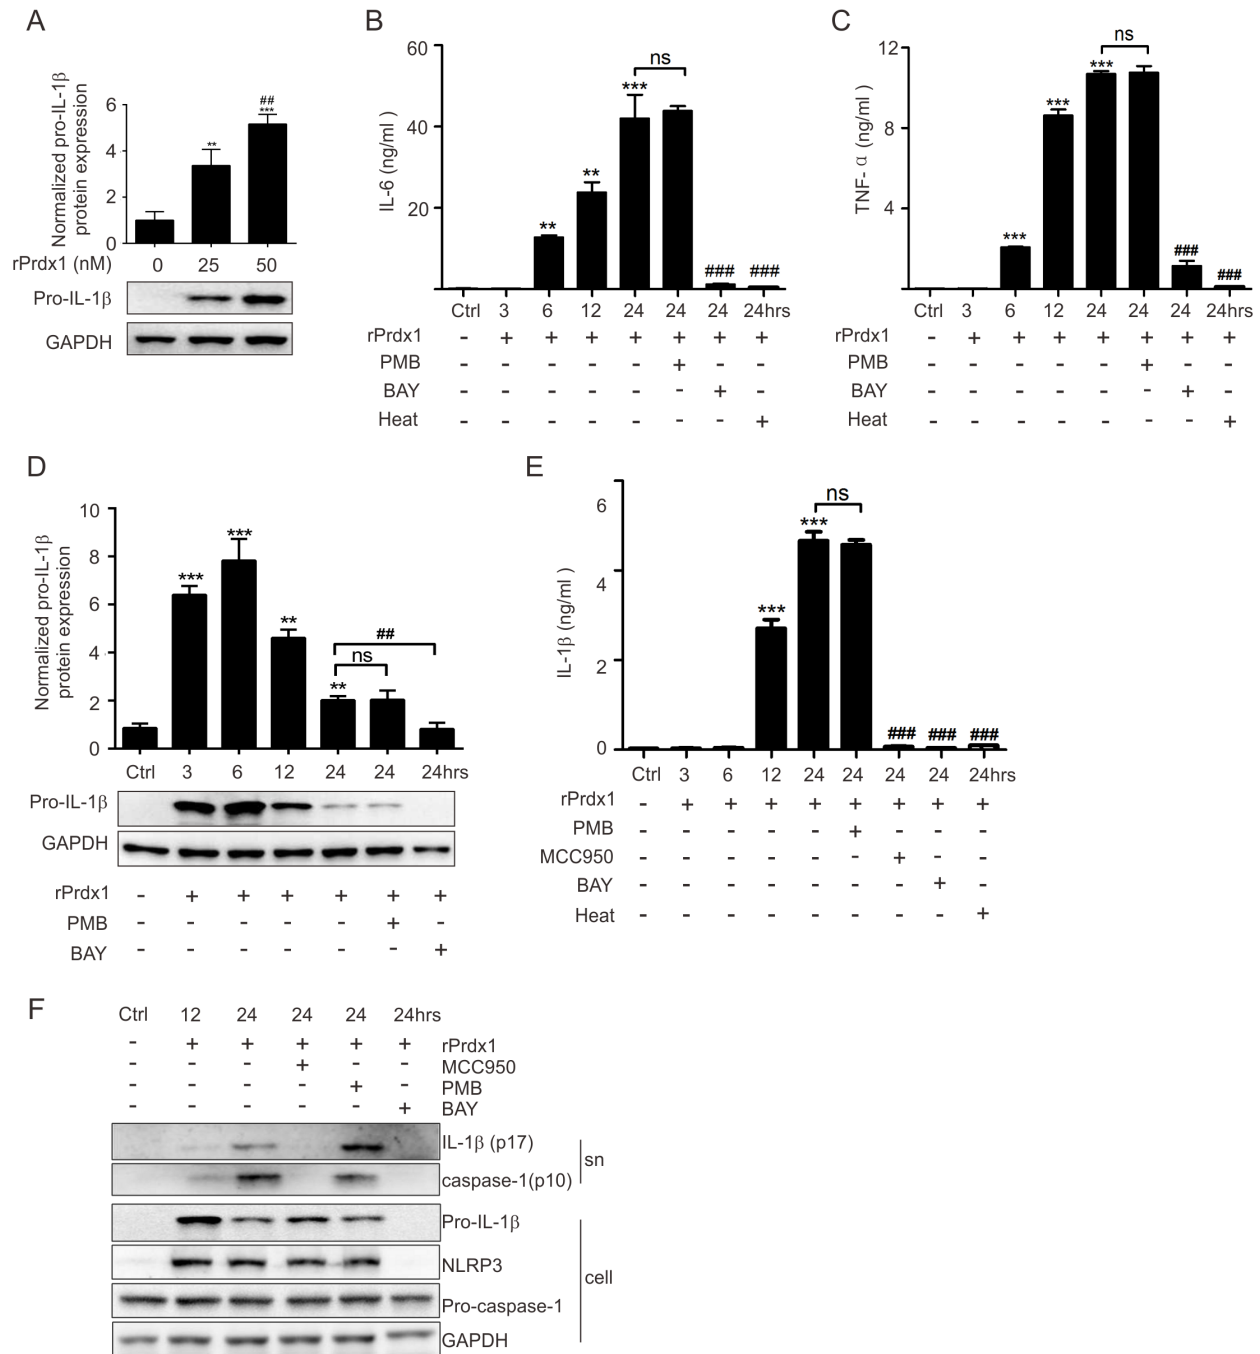 A
Normalized pro-IL-1β
protein expression
6
4
2
0
##
***
**
rPrdx1 (nM) 0 25 50
Pro-IL-1β
GAPDH
B
IL-6 (ng/ml )
60
40
20
ns
***
**
**
### ###
Ctrl 3 6 12 24 24 24 24hrs
rPrdx1 - + + + + + + +
PMB - - - - - + - -
BAY - - - - - - + -
Heat - - - - - - - +
C
TNF- α (ng/ml )
12
8
4
ns
***
***
***
###
###
Ctrl 3 6 12 24 24 24 24hrs
rPrdx1 - + + + + + + +
PMB - - - - - + - -
BAY - - - - - - + -
Heat - - - - - - - +
D
Normalized pro-IL-1β
protein expression
10
8
6
4
2
0
***
***
**
##
ns
**
Ctrl 3 6 12 24 24 24hrs
Pro-IL-1β
GAPDH
rPrdx1 - + + + + + +
PMB - - - - - + -
BAY - - - - - - +
E
IL-1β (ng/ml )
6
4
2
0
ns
***
***
### ### ###
Ctrl 3 6 12 24 24 24 24 24hrs
rPrdx1 - + + + + + + + +
PMB - - - - - + - - -
MCC950 - - - - - - + - -
BAY - - - - - - - + -
Heat - - - - - - - - +
F
Ctrl 12 24 24 24 24hrs
- + + + + + rPrdx1
- - - + - - MCC950
- - - - + - PMB
- - - - - + BAY
IL-1β (p17)
caspase-1(p10)
sn
Pro-IL-1β
NLRP3
Pro-caspase-1
GAPDH
cell